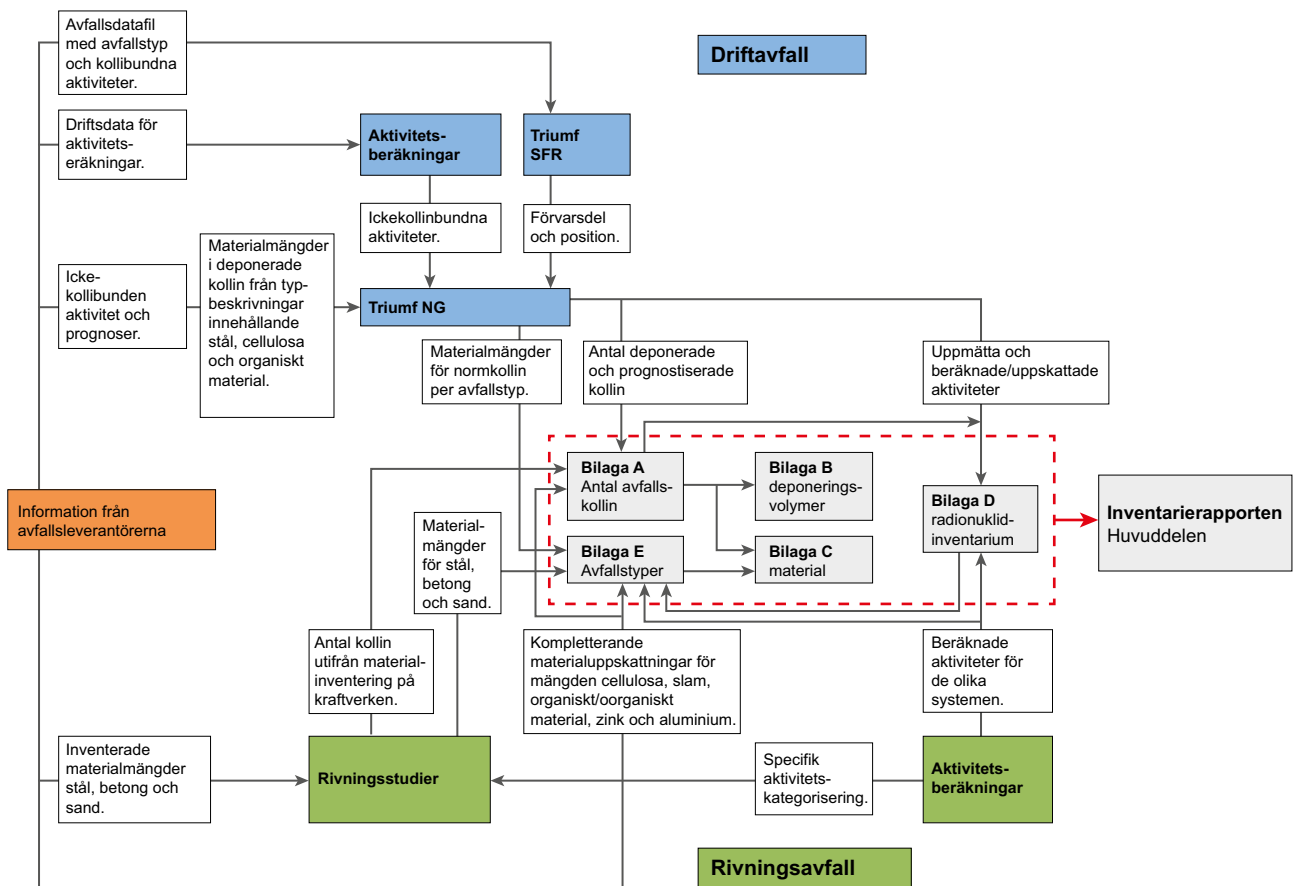 Avfallsdatafil
med avfallstyp
och kollibundna
aktiviteter.
Driftavfall
Driftsdata för
aktivitets-
eräkningar.
Aktivitets-
beräkningar
Triumf
SFR
Ickekollinbundna
aktiviteter.
Förvarsdel
och position.
Icke-
kollibunden
aktivitet och
prognoser.
Materialmängder
i deponerade
kollin från typ-
beskrivningar
innehållande
stål, cellulosa
och organiskt
material.
Triumf NG
Materialmängder
för normkollin
per avfallstyp.
Antal deponerade
och prognostiserade
kollin
Uppmätta och
beräknade/uppskattade
aktiviteter
Information från
avfallsleverantörerna
Bilaga A
Antal avfalls-
kollin
Bilaga B
deponerings-
volymer
Bilaga D
radionuklid-
inventarium
Inventarierapporten
Huvuddelen
Material-
mängder
för stål,
betong
och sand.
Bilaga E
Avfallstyper
Bilaga C
material
Antal kollin
utifrån material-
inventering på
kraftverken.
Kompletterande
materialuppskattningar för
mängden cellulosa, slam,
organiskt/oorganiskt
material, zink och aluminium.
Beräknade
aktiviteter för
de olika
systemen.
Inventerade
materialmängder
stål, betong och
sand.
Rivningsstudier
Specifik
aktivitets-
kategorisering.
Aktivitets-
beräkningar
Rivningsavfall